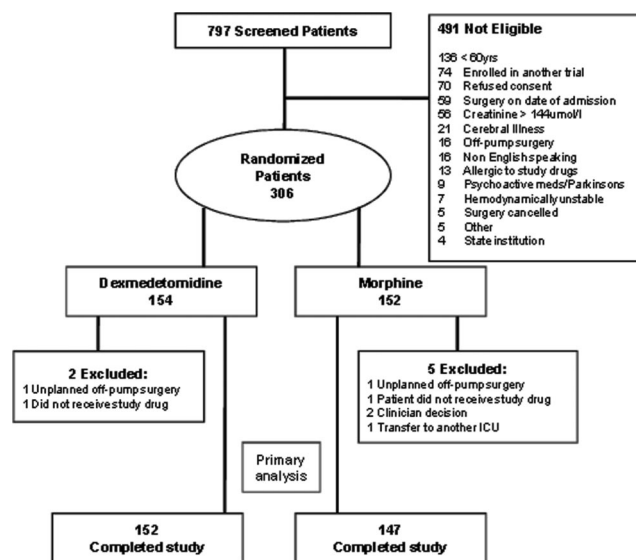 797 Screened Patients
491 Not Eligible
136 < 60yrs
74 Enrolled in another trial
70 Refused consent
59 Surgery on date of admission
56 Creatinine > 144umol/l
21 Cerebral Illness
16 Off-pump surgery
16 Non English speaking
13 Allergic to study drugs
9 Psychoactive meds/Parkinsons
7 Hemodynamically unstable
5 Surgery cancelled
5 Other
4 State institution
Randomized
Patients
306
Dexmedetomidine
154
Morphine
152
2 Excluded:
1 Unplanned off-pump surgery
1 Did not receive study drug
5 Excluded:
1 Unplanned off-pump surgery
1 Patient did not receive study drug
2 Clinician decision
1 Transfer to another ICU
Primary
analysis
152
Completed study
147
Completed study